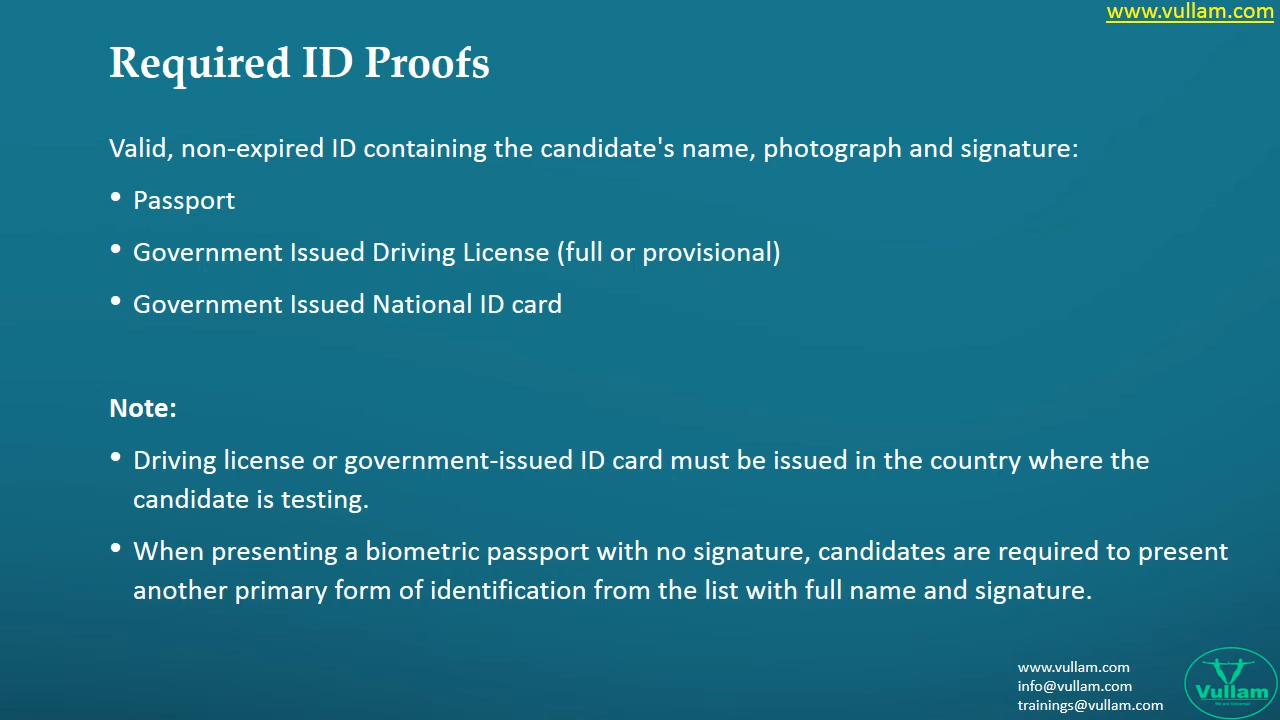 www.vullam.com
Required ID Proofs
Valid, non-expired ID containing the candidate's name, photograph and signature:
• Passport
• Government Issued Driving License (full or provisional)
• Government Issued National ID card
Note:
• Driving license or government-issued ID card must be issued in the country where the
candidate is testing.
• When presenting a biometric passport with no signature, candidates are required to present
another primary form of identification from the list with full name and signature.
www.vullam.com
info@vullam.com
trainings@vullam.com
Vullam
We are Universal